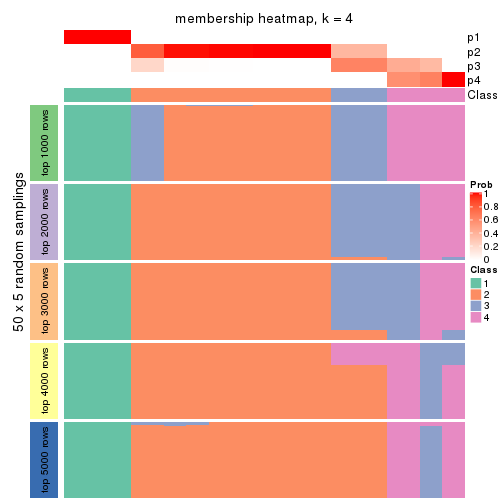 membership heatmap, k = 4
p1
p2
p3
p4
Class
50 x 5 random samplings
top 1000 rows
top 2000 rows
top 3000 rows
top 4000 rows
top 5000 rows
Prob
1
0.8
0.6
0.4
0.2
0
Class
1
2
3
4